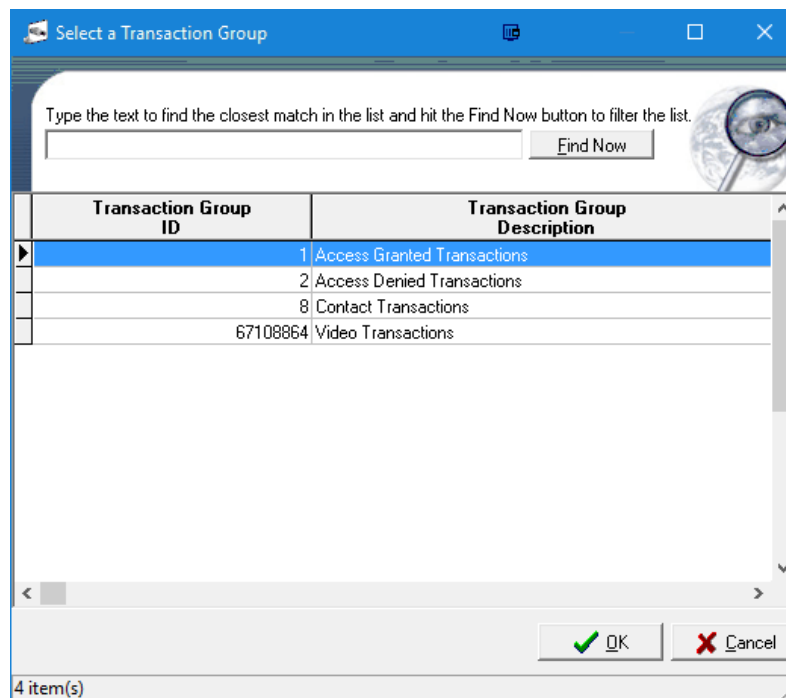 Select a Transaction Group
Type the text to find the closest match in the list and hit the Find Now button to filter the list.
Find Now
Transaction Group ID Transaction Group Description
1 Access Granted Transactions
2 Access Denied Transactions
8 Contact Transactions
67108864 Video Transactions
OK Cancel
4 item(s)